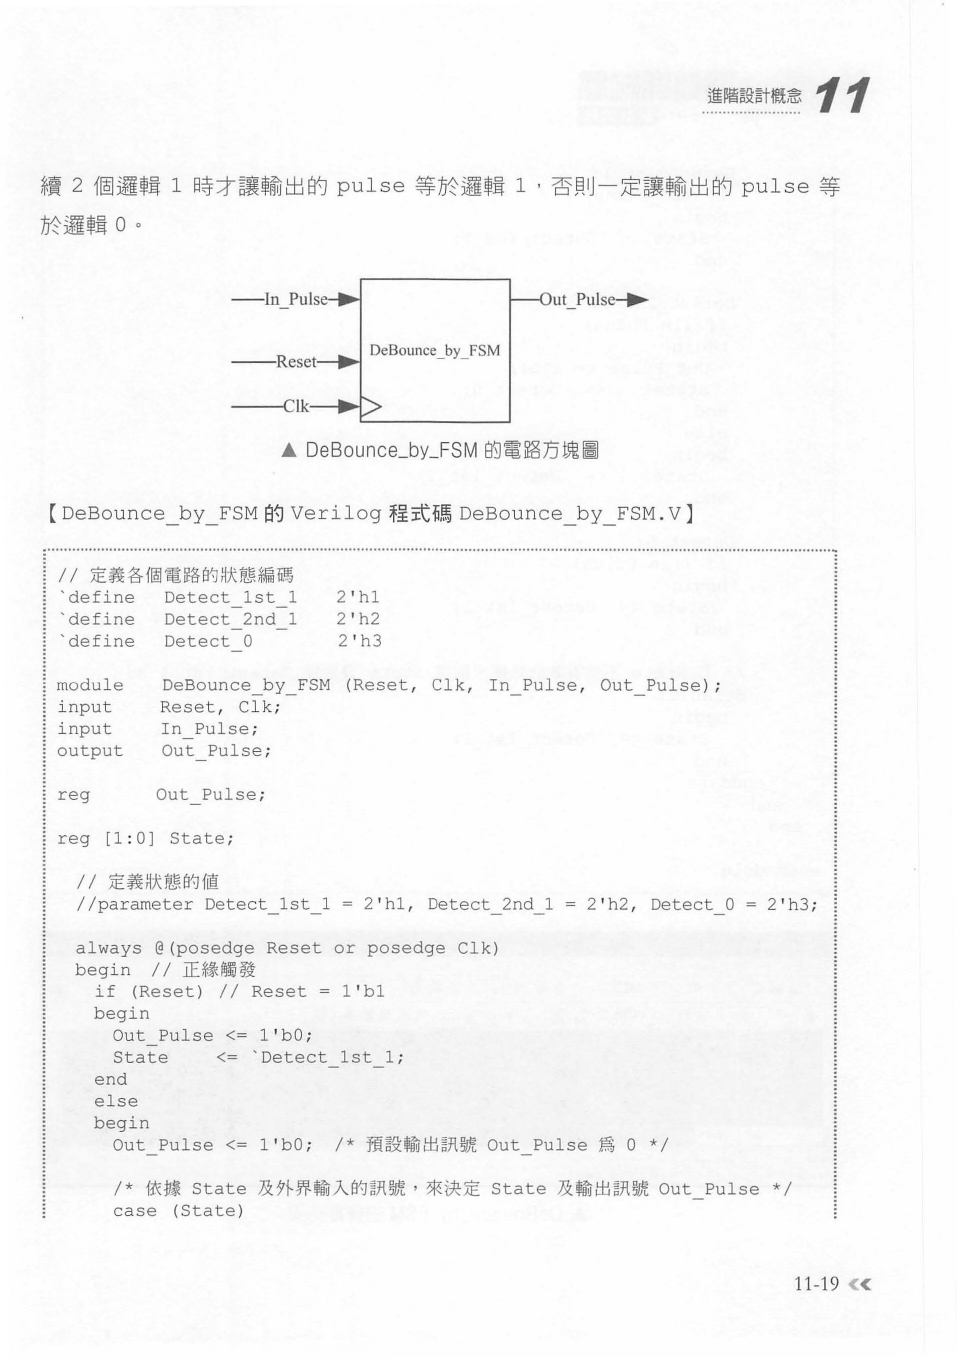 進階設計概念 11
續 2 個邏輯 1 時才讓輸出的 pulse 等於邏輯 1，否則一定讓輸出的 pulse 等
於邏輯 0。
In_Pulse
Out_Pulse
DeBounce_by_FSM
Reset
Clk
▲ DeBounce_by_FSM 的電路方塊圖
【DeBounce_by_FSM 的 Verilog 程式碼 DeBounce_by_FSM.V】
// 定義各個電路的狀態編碼
`define Detect_1st_1 2'h1
`define Detect_2nd_1 2'h2
`define Detect_0 2'h3
module DeBounce_by_FSM (Reset, Clk, In_Pulse, Out_Pulse);
input Reset, Clk;
input In_Pulse;
output Out_Pulse;
reg Out_Pulse;
reg [1:0] State;
// 定義狀態的值
//parameter Detect_1st_1 = 2'h1, Detect_2nd_1 = 2'h2, Detect_0 = 2'h3;
always @(posedge Reset or posedge Clk)
begin // 正緣觸發
if (Reset) // Reset = 1'b1
begin
Out_Pulse <= 1'b0;
State <= `Detect_1st_1;
end
else
begin
Out_Pulse <= 1'b0; /* 預設輸出訊號 Out_Pulse 為 0 */
/* 依據 State 及外界輸入的訊號，來決定 State 及輸出訊號 Out_Pulse */
case (State)
11-19 <<